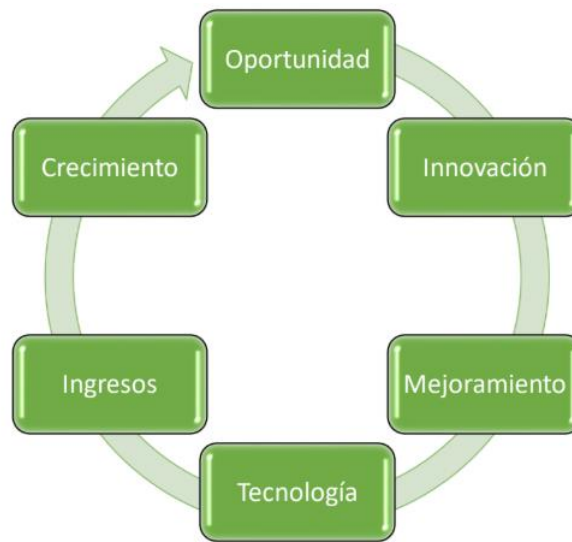 Oportunidad
Innovación
Mejoramiento
Tecnología
Ingresos
Crecimiento